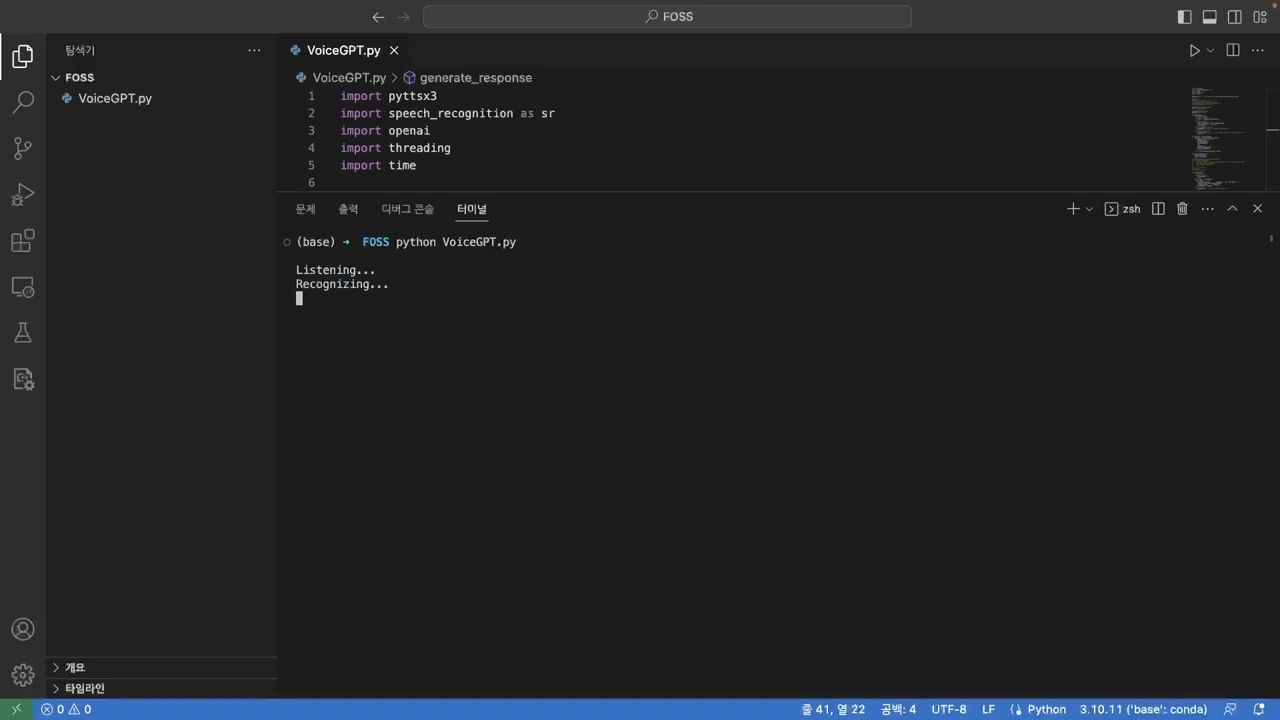 FOSS
탐색기
FOSS
VoiceGPT.py
개요
타임라인
VoiceGPT.py
VoiceGPT.py > generate_response
1 import pyttsx3
2 import speech_recognition as sr
3 import openai
4 import threading
5 import time
6
문제 출력 디버그 콘솔 터미널
zsh
(base) → FOSS python VoiceGPT.py
Listening...
Recognizing...
0 0 줄 41, 열 22 공백: 4 UTF-8 LF Python 3.10.11 ('base': conda)